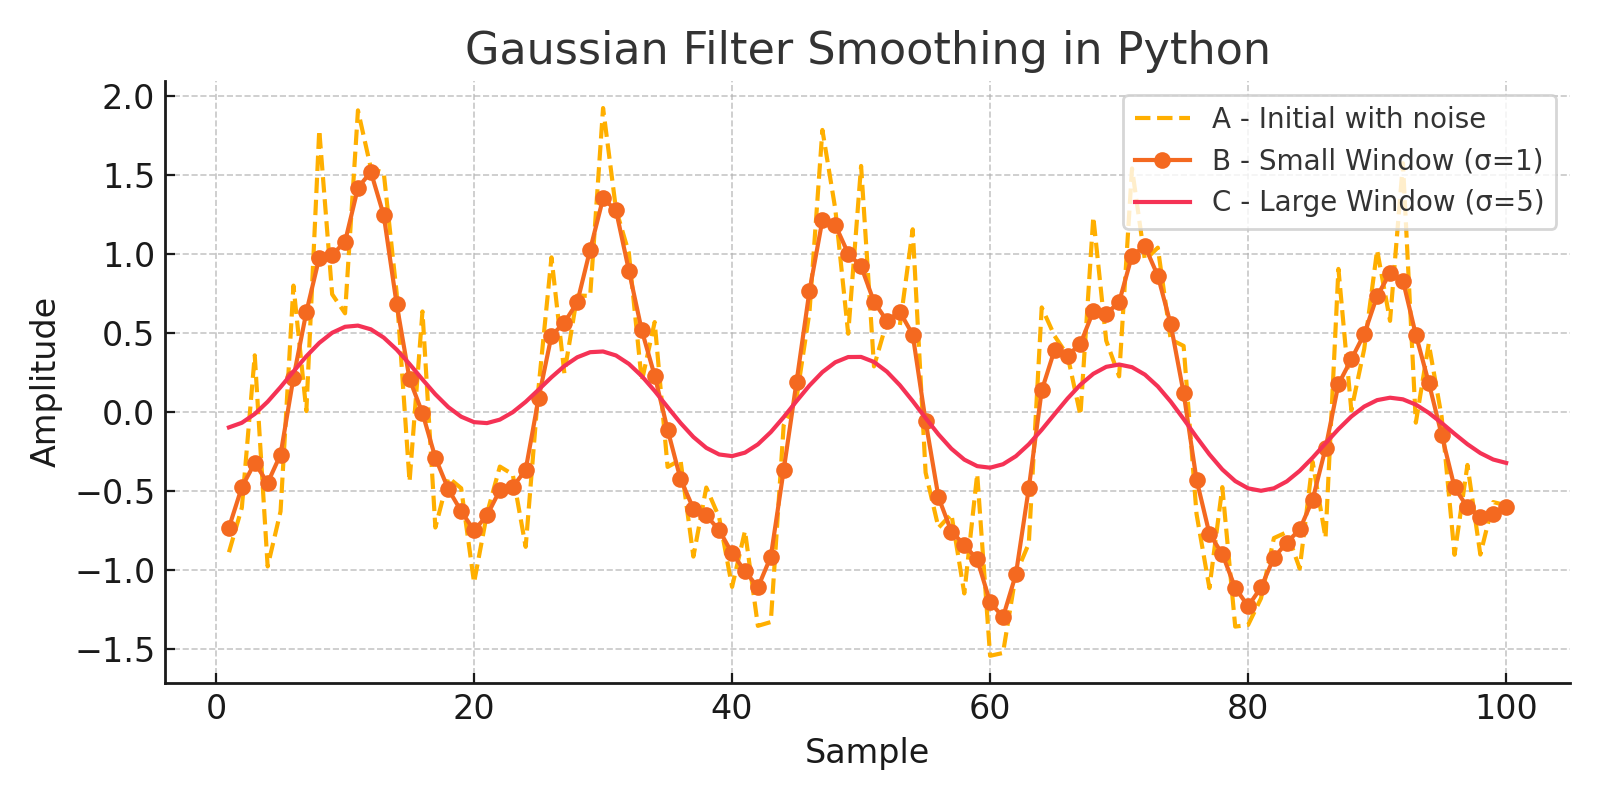 Gaussian Filter Smoothing in Python
A - Initial with noise
B - Small Window (σ=1)
C - Large Window (σ=5)
Amplitude
2.0
1.5
1.0
0.5
0.0
−0.5
−1.0
−1.5
0 20 40 60 80 100
Sample